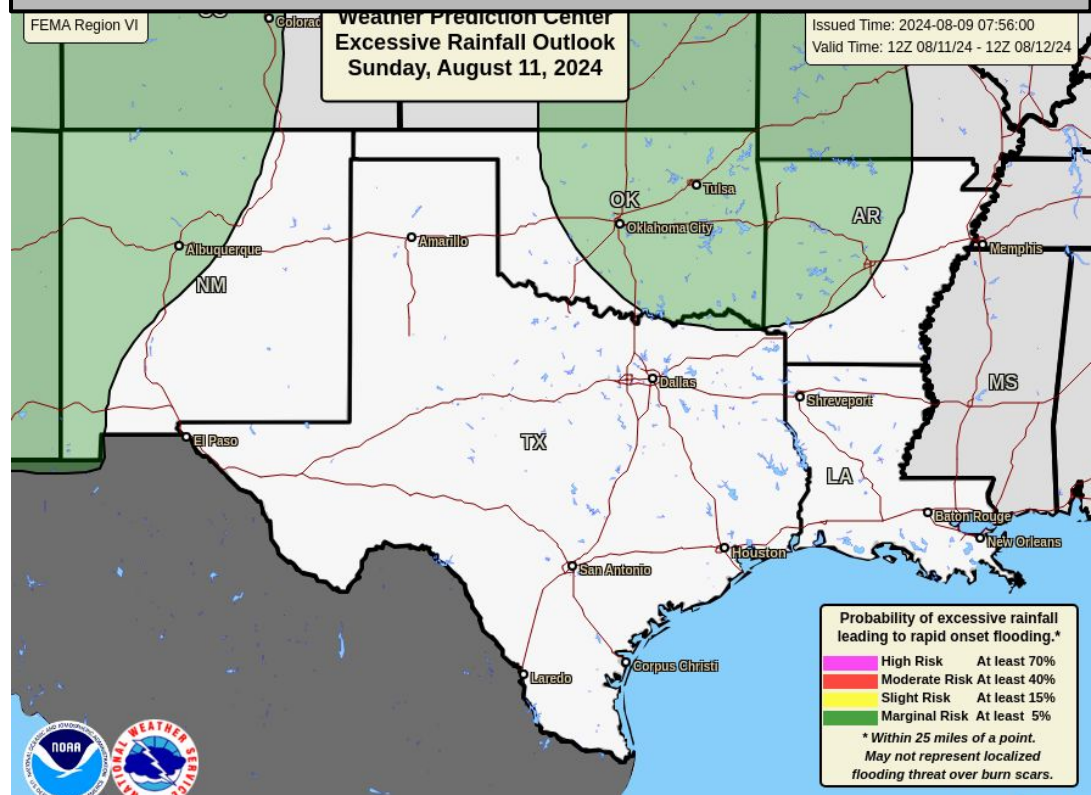 FEMA Region VI
Weather Prediction Center
Excessive Rainfall Outlook
Sunday, August 11, 2024
Issued Time: 2024-08-09 07:56:00
Valid Time: 12Z 08/11/24 - 12Z 08/12/24
Tulsa
OK
AR
Oklahoma City
Albuquerque
Amarillo
Memphis
NM
Dallas
MS
Shreveport
El Paso
TX
LA
Baton Rouge
New Orleans
Houston
San Antonio
Laredo
Corpus Christi
Probability of excessive rainfall
leading to rapid onset flooding.*
High Risk At least 70%
Moderate Risk At least 40%
Slight Risk At least 15%
Marginal Risk At least 5%
* Within 25 miles of a point.
May not represent localized
flooding threat over burn scars.
NOAA
NATIONAL WEATHER SERVICE